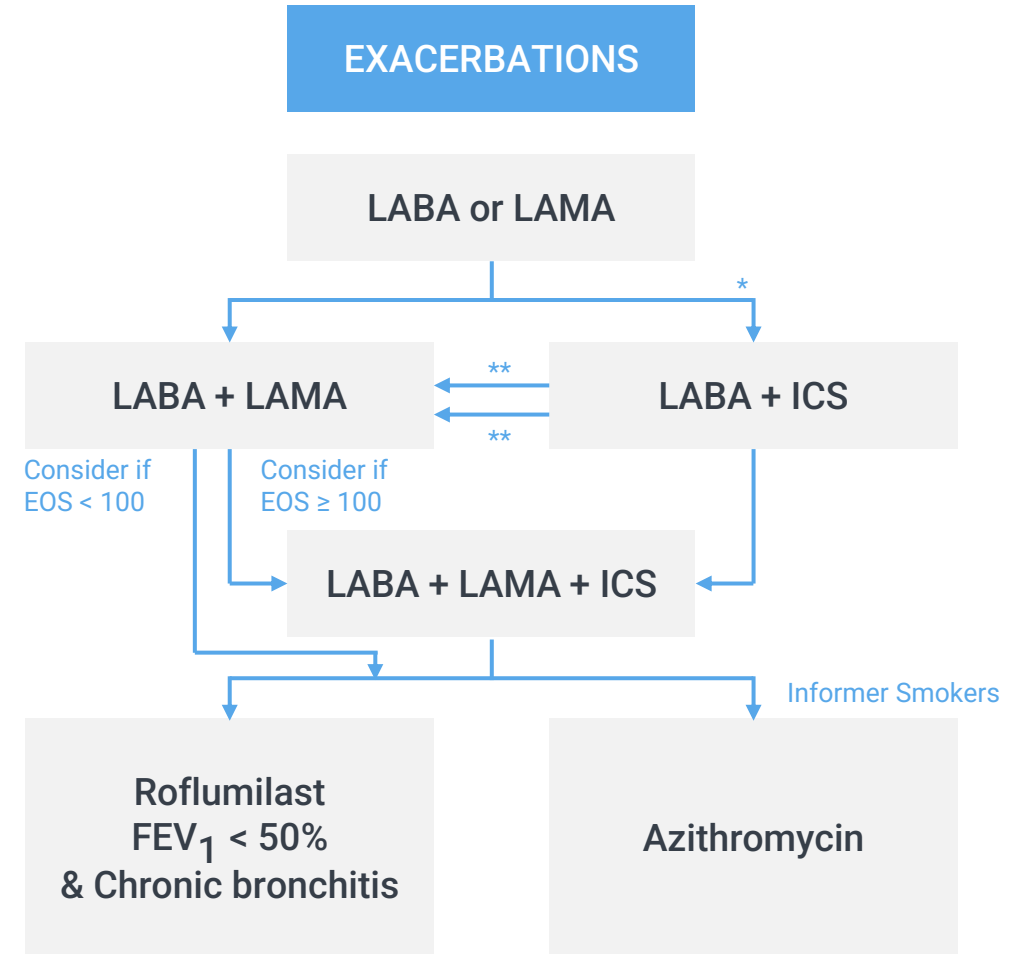 EXACERBATIONS
LABA or LAMA
*
LABA + LAMA
**
**
LABA + ICS
Consider if
EOS < 100
Consider if
EOS ≥ 100
LABA + LAMA + ICS
Informer Smokers
Roflumilast
FEV₁ < 50%
& Chronic bronchitis
Azithromycin